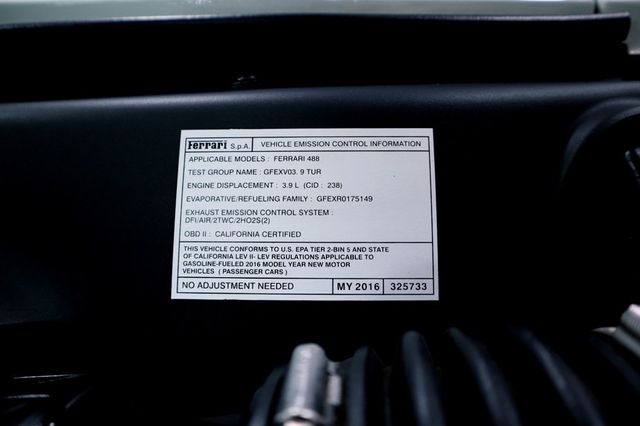 Ferrari S.p.A. VEHICLE EMISSION CONTROL INFORMATION
APPLICABLE MODELS : FERRARI 488
TEST GROUP NAME : GFEXV03. 9 TUR
ENGINE DISPLACEMENT : 3.9 L (CID : 238)
EVAPORATIVE/REFUELING FAMILY : GFEXR0175149
EXHAUST EMISSION CONTROL SYSTEM :
DFI/AIR/2TWC/2HO2S(2)
OBD II : CALIFORNIA CERTIFIED
THIS VEHICLE CONFORMS TO U.S. EPA TIER 2-BIN 5 AND STATE
OF CALIFORNIA LEV II- LEV REGULATIONS APPLICABLE TO
GASOLINE-FUELED 2016 MODEL YEAR NEW MOTOR
VEHICLES ( PASSENGER CARS )
NO ADJUSTMENT NEEDED MY 2016 325733